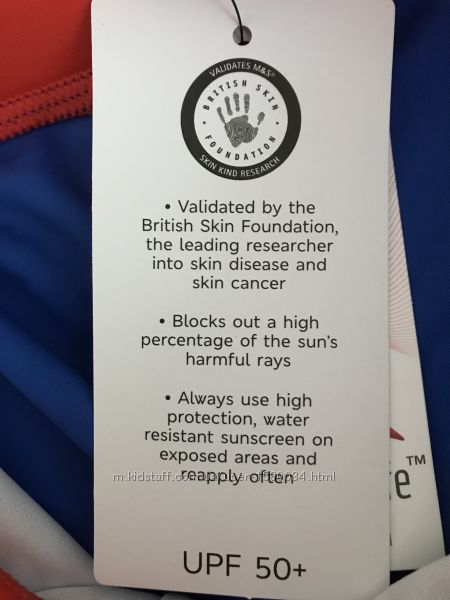 VALIDATES M&S®
BRITISH SKIN
FOUNDATION
SKIN KIND RESEARCH
• Validated by the
British Skin Foundation,
the leading researcher
into skin disease and
skin cancer
• Blocks out a high
percentage of the sun's
harmful rays
• Always use high
protection, water
resistant sunscreen on
exposed areas and
reapply often
UPF 50+